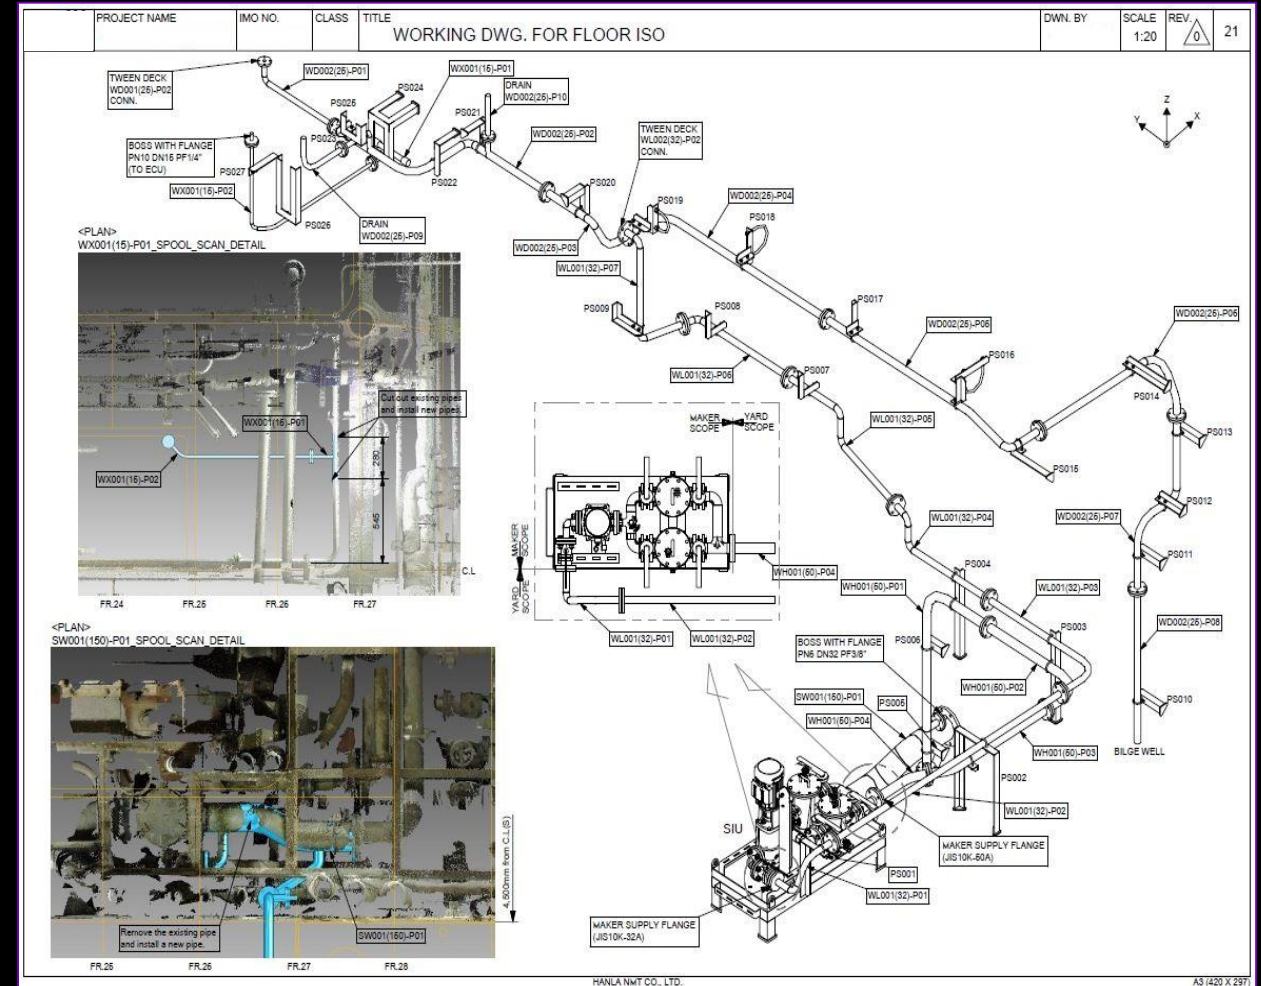 PROJECT NAME
IMO NO.
CLASS
TITLE
WORKING DWG. FOR FLOOR ISO
DWN. BY
SCALE
1:20
REV.
0
21
TWEEN DECK
WD001(25)-P02
CONN.
WD002(25)-P01
WX001(15)-P01
PS024
PS025
DRAIN
WD002(25)-P10
PS021
PS023
WD002(25)-P02
TWEEN DECK
WL002(32)-P02
CONN.
Z
Y
X
BOSS WITH FLANGE
PN10 DN15 PF1/4"
(TO ECU)
PS027
WX001(15)-P02
PS022
PS020
PS019
WD002(25)-P04
PS018
PS026
DRAIN
WD002(25)-P09
WD002(25)-P03
WL001(32)-P07
<PLAN>
WX001(15)-P01_SPOOL_SCAN_DETAIL
PS009
PS008
PS017
WD002(25)-P05
WD002(25)-P06
PS016
WL001(32)-P06
PS007
PS014
Cut out existing pipes
and install new pipes.
WX001(15)-P01
WX001(15)-P02
280
545
C.L
FR.24
FR.25
FR.26
FR.27
MAKER
SCOPE
YARD
SCOPE
WL001(32)-P05
PS013
PS015
PS012
WL001(32)-P04
WD002(25)-P07
MAKER
SCOPE
YARD
SCOPE
PS011
PS004
WH001(50)-P04
WH001(50)-P01
WL001(32)-P03
WL001(32)-P01
WL001(32)-P02
PS003
WD002(25)-P08
BOSS WITH FLANGE
PN5 DN32 PF3/8"
PS006
WH001(50)-P02
SW001(150)-P01
PS005
WH001(50)-P04
PS010
BILGE WELL
WH001(50)-P03
PS002
WL001(32)-P02
SIU
MAKER SUPPLY FLANGE
(JIS10K-50A)
PS001
WL001(32)-P01
MAKER SUPPLY FLANGE
(JIS10K-32A)
<PLAN>
SW001(150)-P01_SPOOL_SCAN_DETAIL
4,500mm from C.L(S)
Remove the existing pipe
and install a new pipe.
SW001(150)-P01
FR.25
FR.26
FR.27
FR.28
HANLA NMT CO., LTD.
A3 (420 X 297)